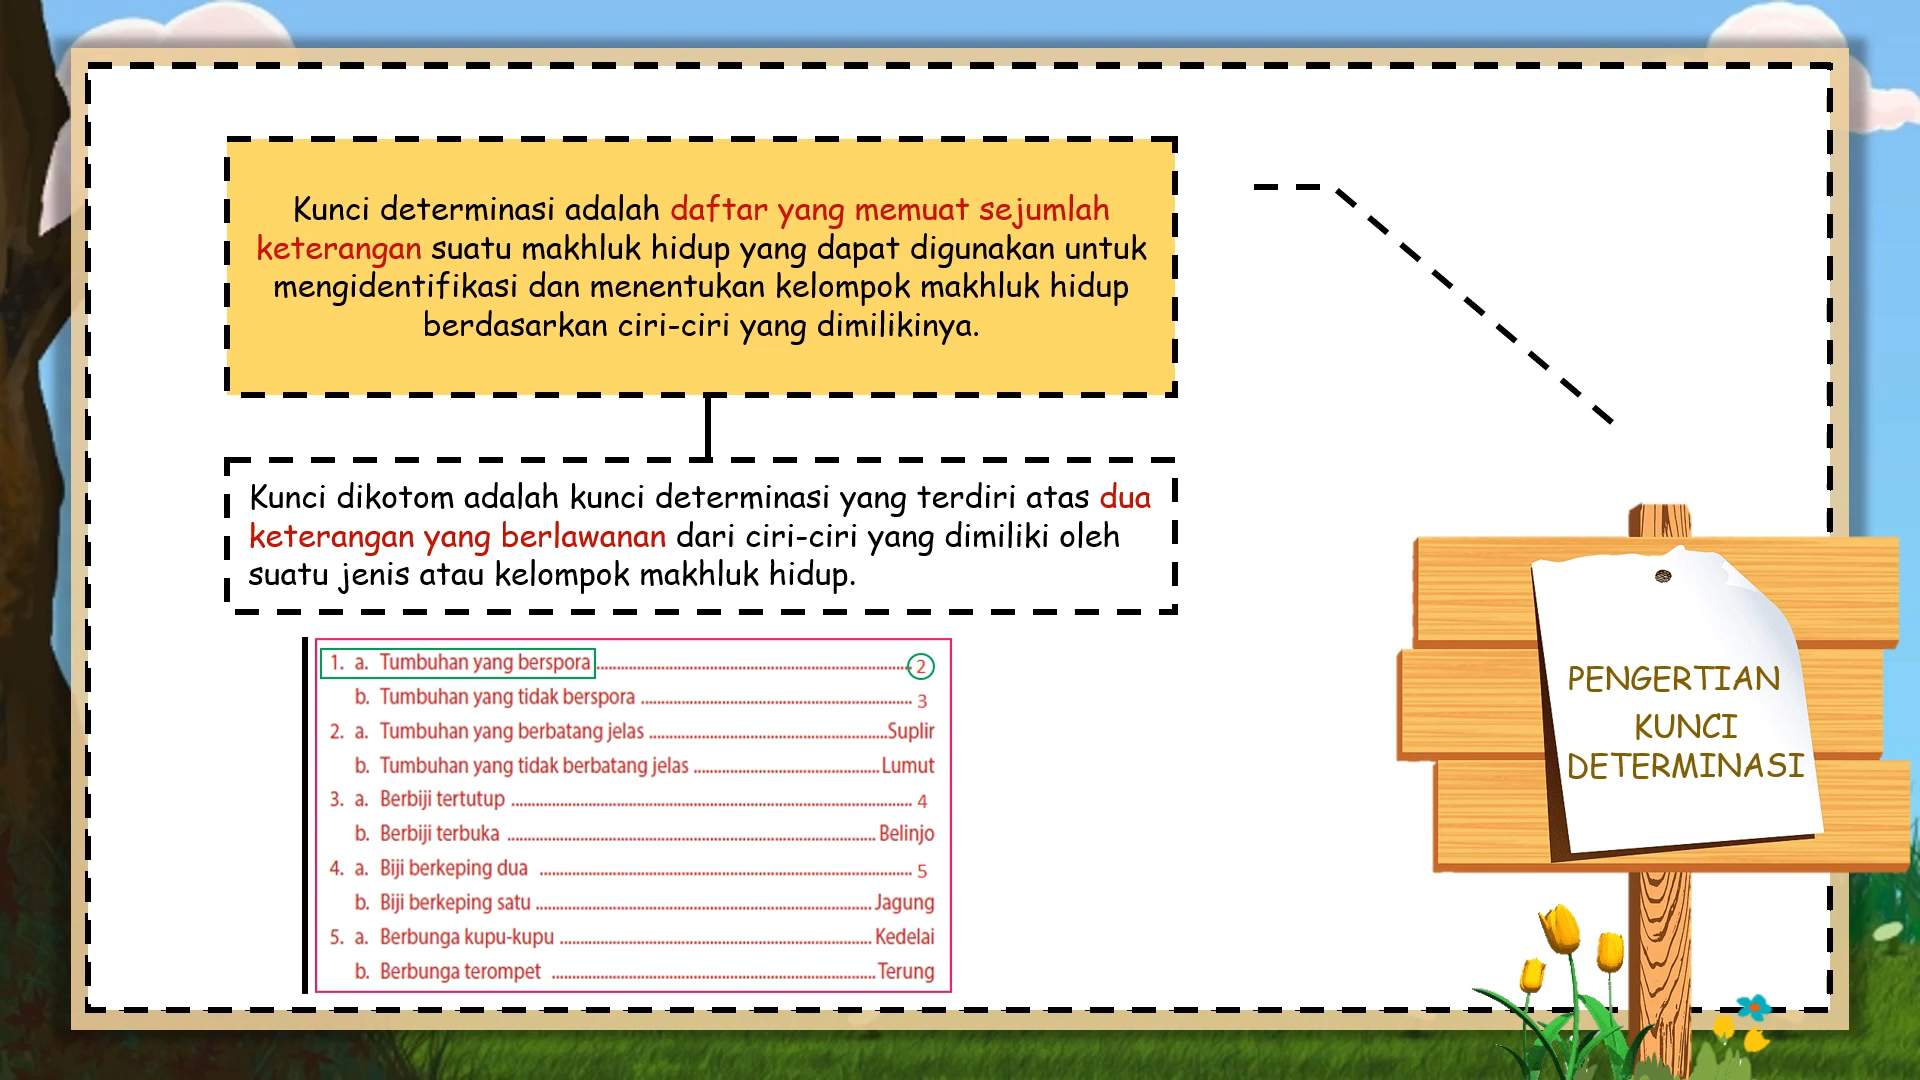 Kunci determinasi adalah daftar yang memuat sejumlah
keterangan suatu makhluk hidup yang dapat digunakan untuk
mengidentifikasi dan menentukan kelompok makhluk hidup
berdasarkan ciri-ciri yang dimilikinya.
Kunci dikotom adalah kunci determinasi yang terdiri atas dua
keterangan yang berlawanan dari ciri-ciri yang dimiliki oleh
suatu jenis atau kelompok makhluk hidup.
1. a. Tumbuhan yang berspora ........ 2
b. Tumbuhan yang tidak berspora ........ 3
2. a. Tumbuhan yang berbatang jelas ........ Suplir
b. Tumbuhan yang tidak berbatang jelas ........ Lumut
3. a. Berbiji tertutup ........ 4
b. Berbiji terbuka ........ Belinjo
4. a. Biji berkeping dua ........ 5
b. Biji berkeping satu ........ Jagung
5. a. Berbunga kupu-kupu ........ Kedelai
b. Berbunga terompet ........ Terung
PENGERTIAN
KUNCI
DETERMINASI